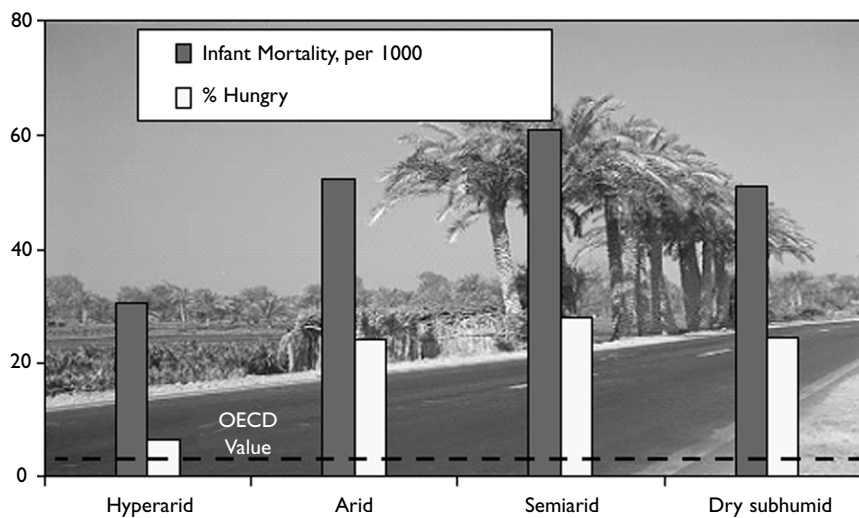 80
60
40
20
0
Infant Mortality, per 1000
% Hungry
OECD
Value
Hyperarid
Arid
Semiarid
Dry subhumid